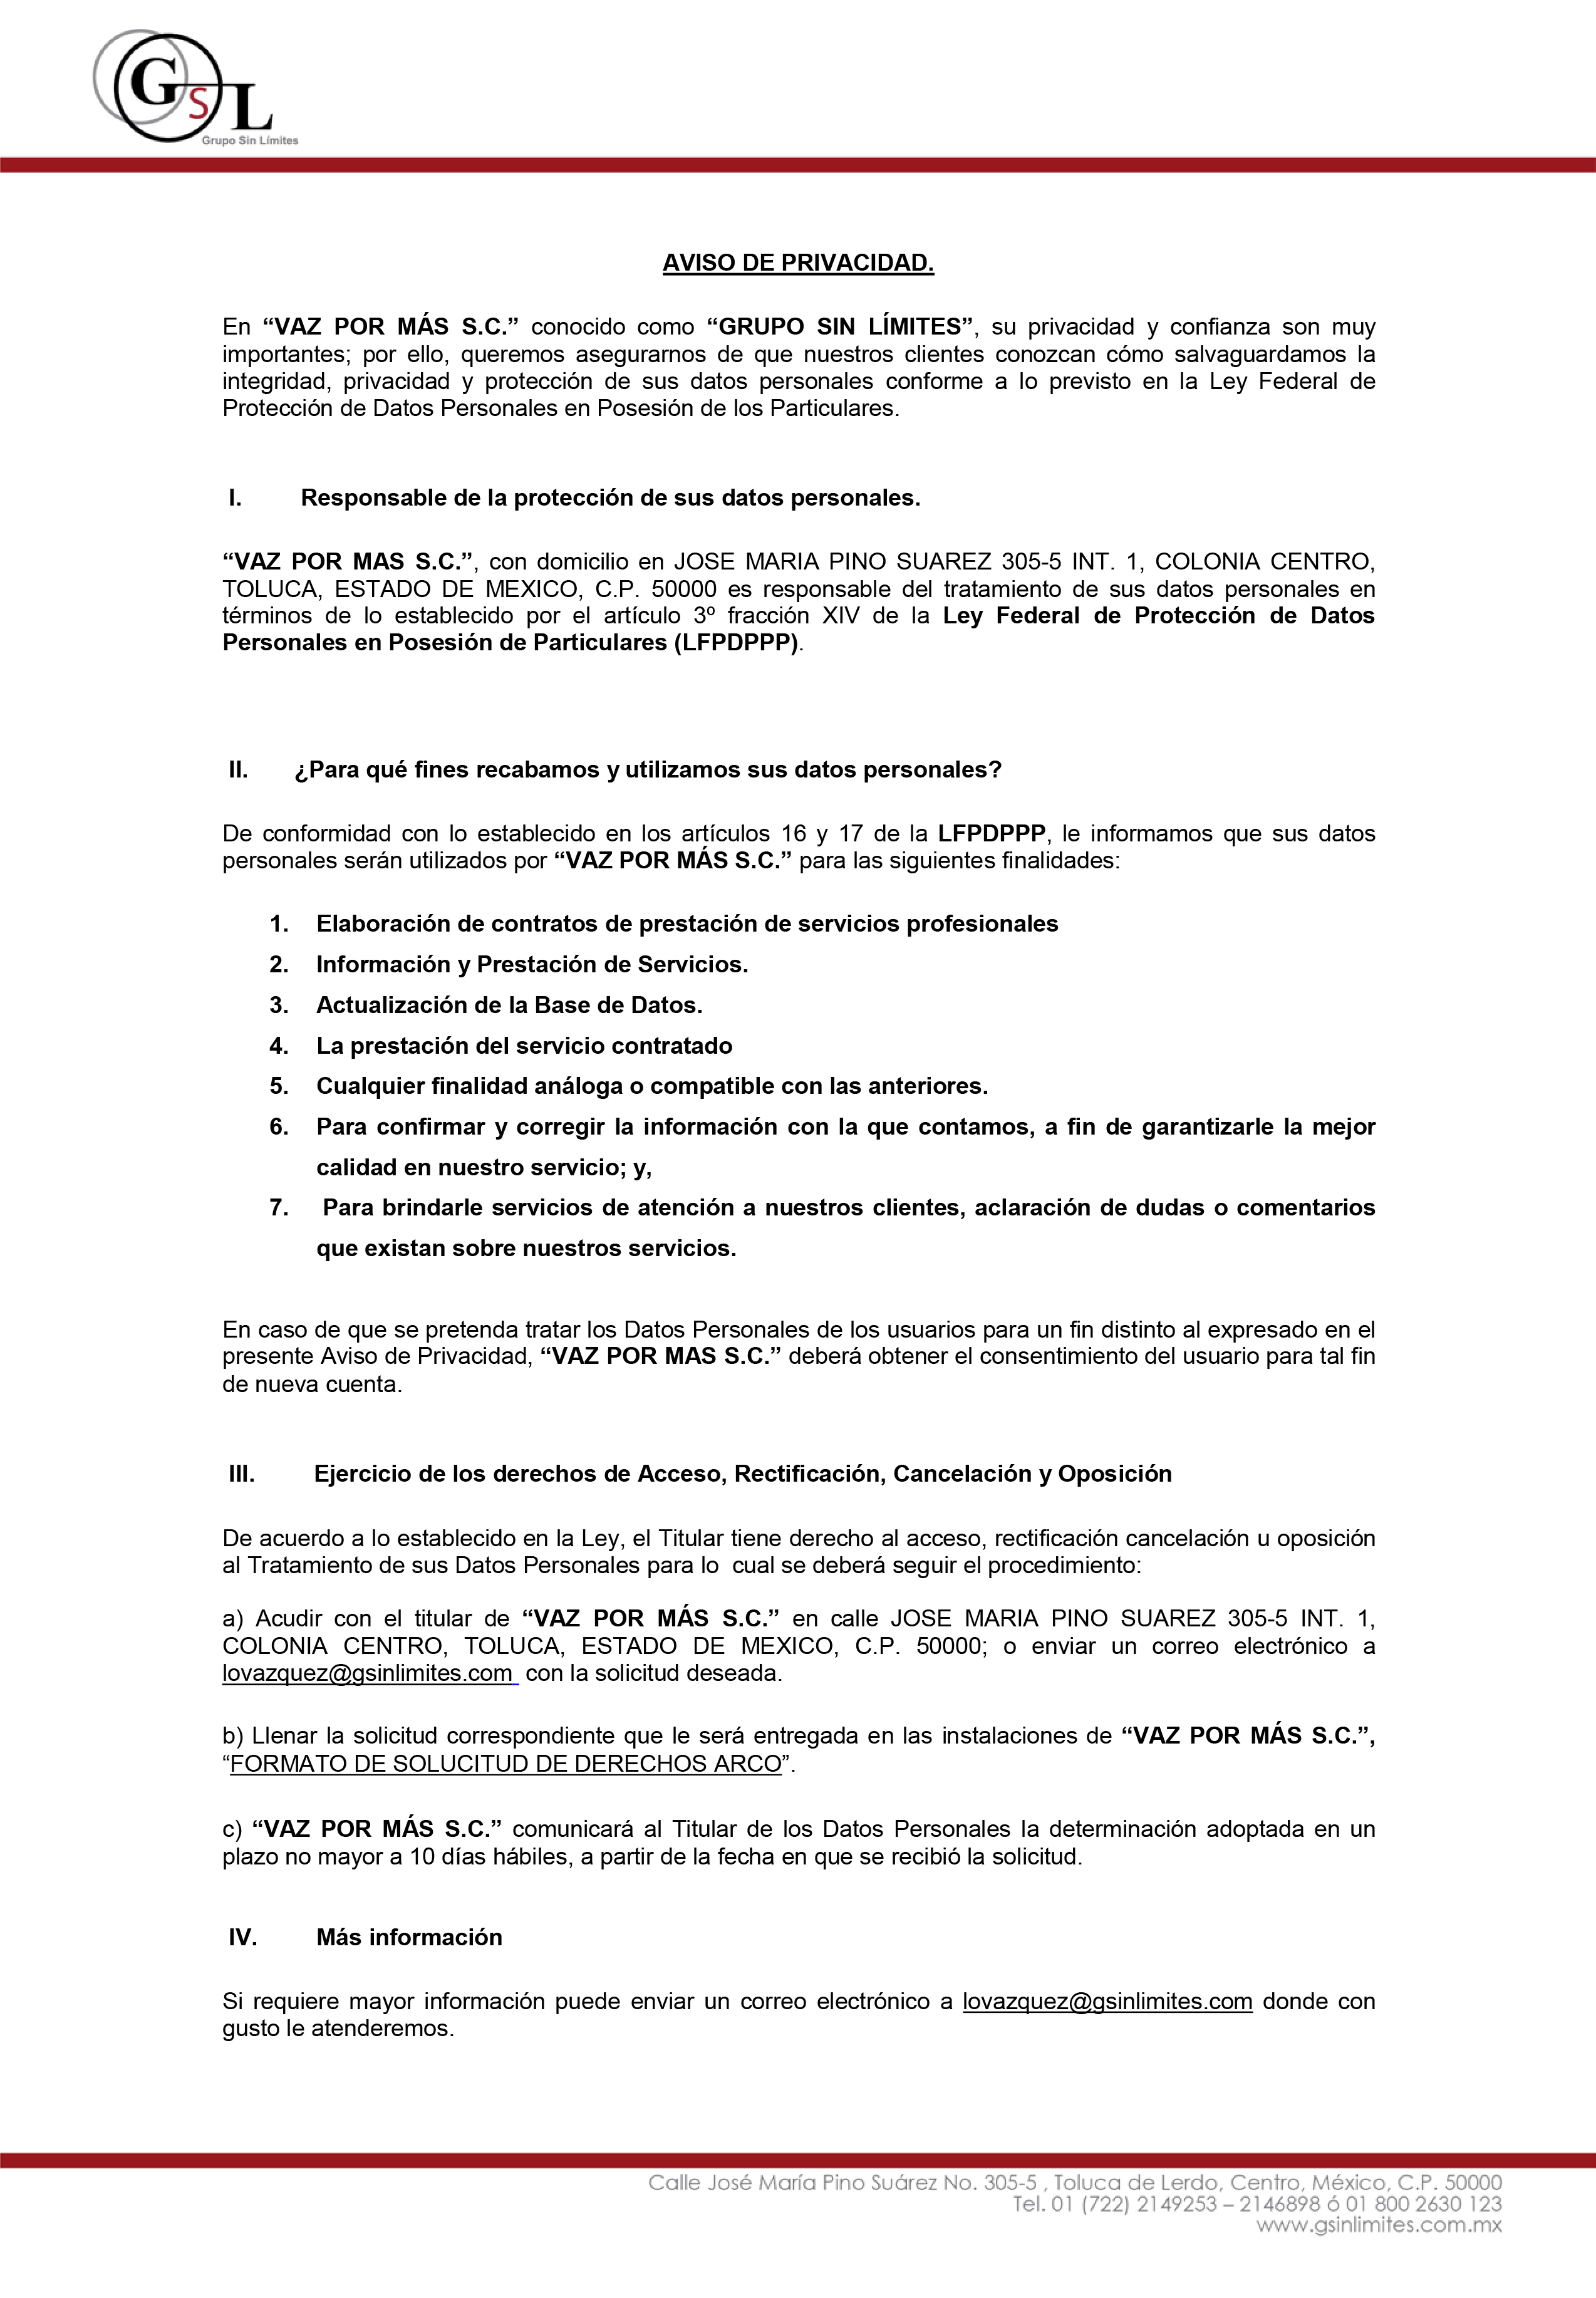 GSL
Grupo Sin Límites
AVISO DE PRIVACIDAD.
En “VAZ POR MÁS S.C.” conocido como “GRUPO SIN LÍMITES”, su privacidad y confianza son muy
importantes; por ello, queremos asegurarnos de que nuestros clientes conozcan cómo salvaguardamos la
integridad, privacidad y protección de sus datos personales conforme a lo previsto en la Ley Federal de
Protección de Datos Personales en Posesión de los Particulares.
I. Responsable de la protección de sus datos personales.
“VAZ POR MAS S.C.”, con domicilio en JOSE MARIA PINO SUAREZ 305-5 INT. 1, COLONIA CENTRO,
TOLUCA, ESTADO DE MEXICO, C.P. 50000 es responsable del tratamiento de sus datos personales en
términos de lo establecido por el artículo 3º fracción XIV de la Ley Federal de Protección de Datos
Personales en Posesión de Particulares (LFPDPPP).
II. ¿Para qué fines recabamos y utilizamos sus datos personales?
De conformidad con lo establecido en los artículos 16 y 17 de la LFPDPPP, le informamos que sus datos
personales serán utilizados por “VAZ POR MÁS S.C.” para las siguientes finalidades:
1. Elaboración de contratos de prestación de servicios profesionales
2. Información y Prestación de Servicios.
3. Actualización de la Base de Datos.
4. La prestación del servicio contratado
5. Cualquier finalidad análoga o compatible con las anteriores.
6. Para confirmar y corregir la información con la que contamos, a fin de garantizarle la mejor
calidad en nuestro servicio; y,
7. Para brindarle servicios de atención a nuestros clientes, aclaración de dudas o comentarios
que existan sobre nuestros servicios.
En caso de que se pretenda tratar los Datos Personales de los usuarios para un fin distinto al expresado en el
presente Aviso de Privacidad, “VAZ POR MAS S.C.” deberá obtener el consentimiento del usuario para tal fin
de nueva cuenta.
III. Ejercicio de los derechos de Acceso, Rectificación, Cancelación y Oposición
De acuerdo a lo establecido en la Ley, el Titular tiene derecho al acceso, rectificación cancelación u oposición
al Tratamiento de sus Datos Personales para lo cual se deberá seguir el procedimiento:
a) Acudir con el titular de “VAZ POR MÁS S.C.” en calle JOSE MARIA PINO SUAREZ 305-5 INT. 1,
COLONIA CENTRO, TOLUCA, ESTADO DE MEXICO, C.P. 50000; o enviar un correo electrónico a
lovazquez@gsinlimites.com con la solicitud deseada.
b) Llenar la solicitud correspondiente que le será entregada en las instalaciones de “VAZ POR MÁS S.C.”,
“FORMATO DE SOLUCITUD DE DERECHOS ARCO”.
c) “VAZ POR MÁS S.C.” comunicará al Titular de los Datos Personales la determinación adoptada en un
plazo no mayor a 10 días hábiles, a partir de la fecha en que se recibió la solicitud.
IV. Más información
Si requiere mayor información puede enviar un correo electrónico a lovazquez@gsinlimites.com donde con
gusto le atenderemos.
Calle José María Pino Suárez No. 305-5 , Toluca de Lerdo, Centro, México, C.P. 50000
Tel. 01 (722) 2149253 – 2146898 ó 01 800 2630 123
www.gsinlimites.com.mx